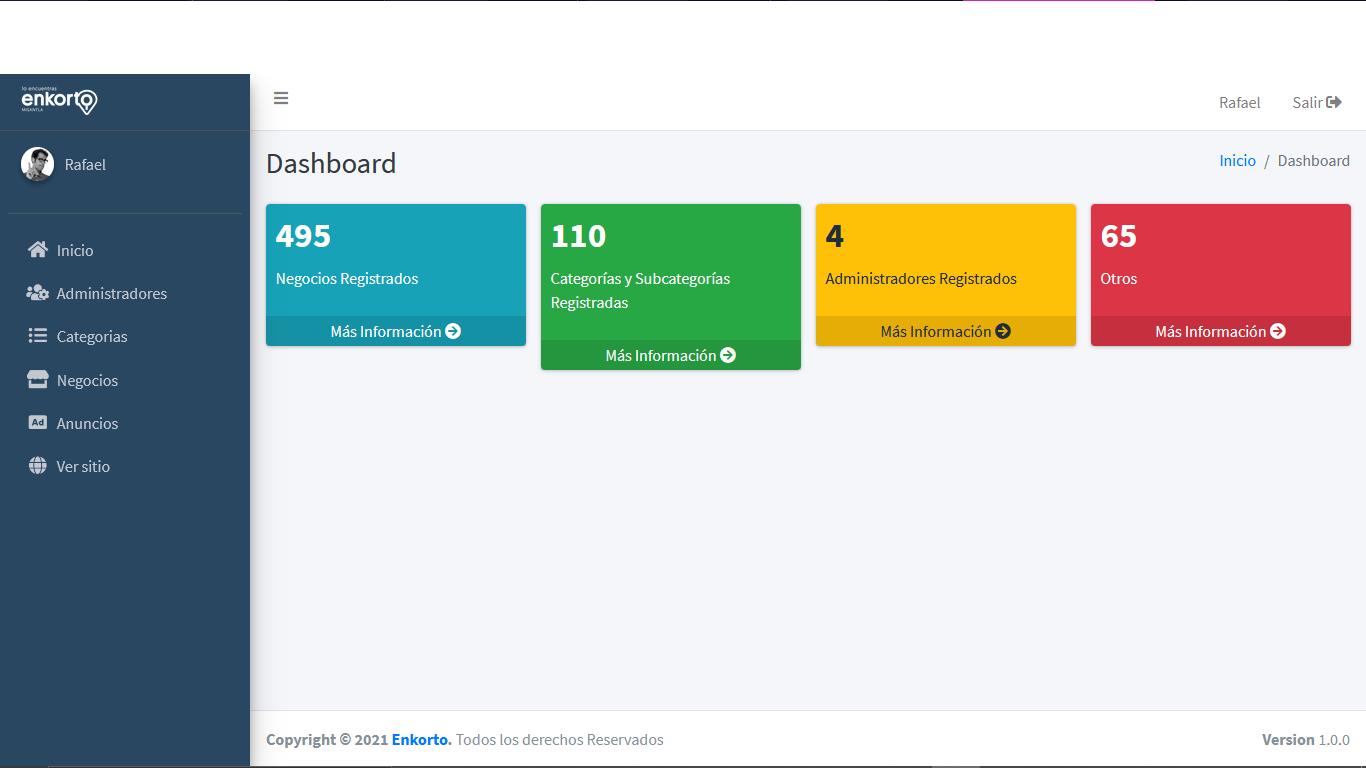 lo encuentras
enkorto
MISANTLA
Rafael
Salir
Rafael
Dashboard
Inicio / Dashboard
Inicio
Administradores
Categorias
Negocios
Ad Anuncios
Ver sitio
495
Negocios Registrados
Más Información
110
Categorías y Subcategorías
Registradas
Más Información
4
Administradores Registrados
Más Información
65
Otros
Más Información
Copyright © 2021 Enkorto. Todos los derechos Reservados
Version 1.0.0